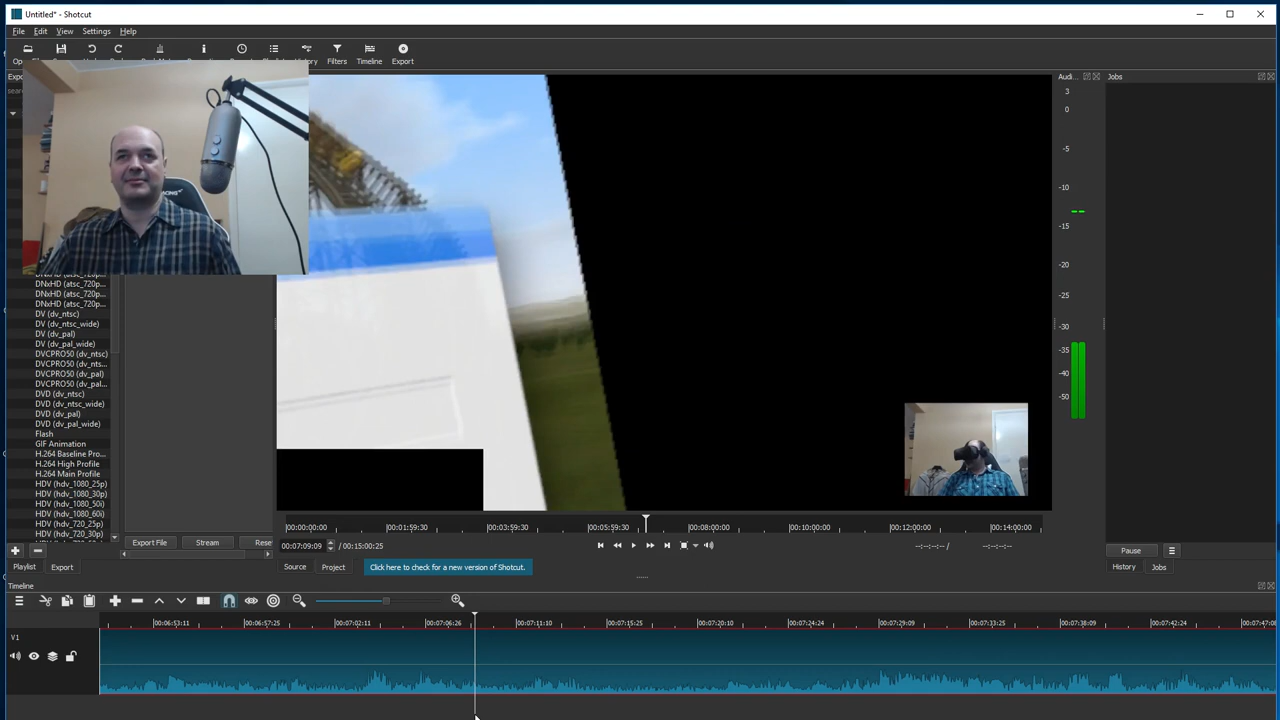 Untitled* - Shotcut
File Edit View Settings Help
Filters Timeline Export
Audi... Jobs
3
0
-5
-10
-15
-20
-25
-30
-35
-40
-50
DNxHD (atsc_720p...
DNxHD (atsc_720p...
DNxHD (atsc_720p...
DV (dv_ntsc)
DV (dv_ntsc_wide)
DV (dv_pal)
DV (dv_pal_wide)
DVCPRO50 (dv_ntsc)
DVCPRO50 (dv_nts...
DVCPRO50 (dv_pal)
DVCPRO50 (dv_pal...
DVD (dv_ntsc)
DVD (dv_ntsc_wide)
DVD (dv_pal)
DVD (dv_pal_wide)
Flash
GIF Animation
H.264 Baseline Pro...
H.264 High Profile
H.264 Main Profile
HDV (hdv_1080_25p)
HDV (hdv_1080_30p)
HDV (hdv_1080_50i)
HDV (hdv_1080_60i)
HDV (hdv_720_25p)
HDV (hdv_720_30p)
00:00:00:00 00:01:59:30 00:03:59:30 00:05:59:30 00:08:00:00 00:10:00:00 00:12:00:00 00:14:00:00
Export File Stream Rese
00:07:09:09 / 00:15:00:25 --:--:--:-- / --:--:--:--
Pause
Playlist Export Source Project Click here to check for a new version of Shotcut. History Jobs
Timeline
00:06:53:11 00:06:57:25 00:07:02:11 00:07:06:26 00:07:11:10 00:07:15:25 00:07:20:10 00:07:24:24 00:07:29:09 00:07:33:25 00:07:38:09 00:07:42:24 00:07:47:0
V1